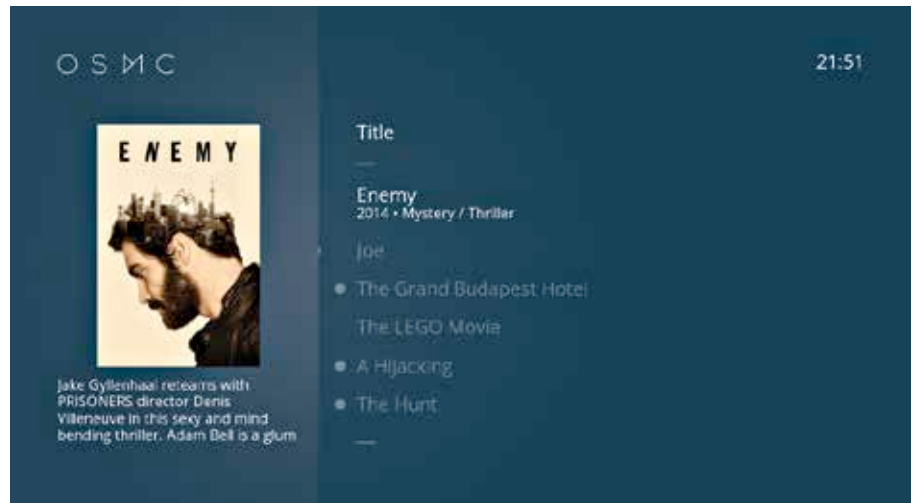 OSMC
21:51
ENEMY
Jake Gyllenhaal reteams with
PRISONERS director Denis
Villeneuve in this sexy and mind
bending thriller. Adam Bell is a glum
Title
Enemy
2014 • Mystery / Thriller
Joe
The Grand Budapest Hotel
The LEGO Movie
A Hijacking
The Hunt